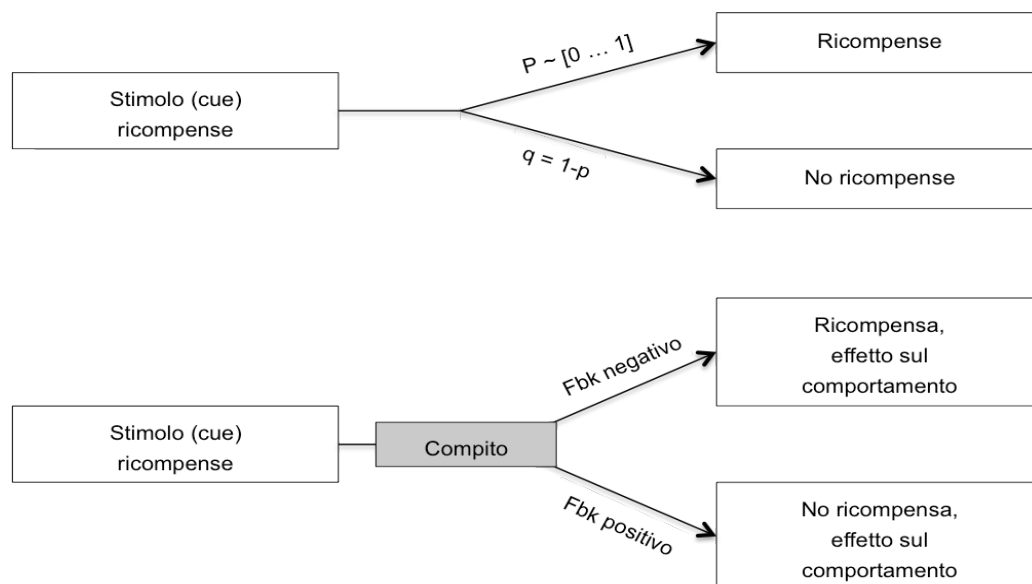 Stimolo (cue)
ricompense
P ~ [0 ... 1]
q = 1-p
Ricompense
No ricompense
Stimolo (cue)
ricompense
Compito
Fbk negativo
Fbk positivo
Ricompensa,
effetto sul
comportamento
No ricompensa,
effetto sul
comportamento